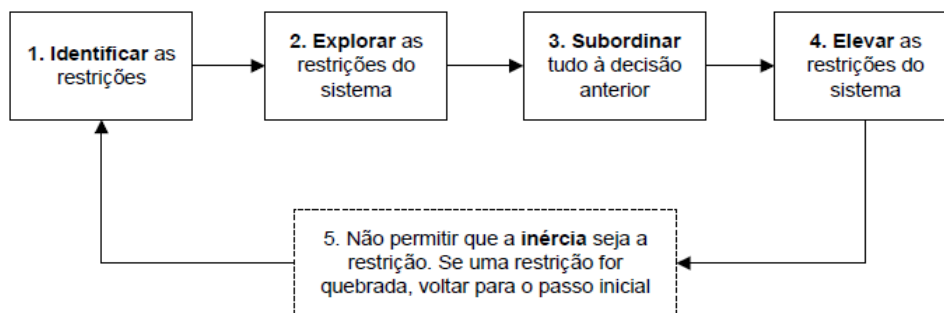 1. Identificar as
restrições
2. Explorar as
restrições do
sistema
3. Subordinar
tudo à decisão
anterior
4. Elevar as
restrições do
sistema
5. Não permitir que a inércia seja a
restrição. Se uma restrição for
quebrada, voltar para o passo inicial